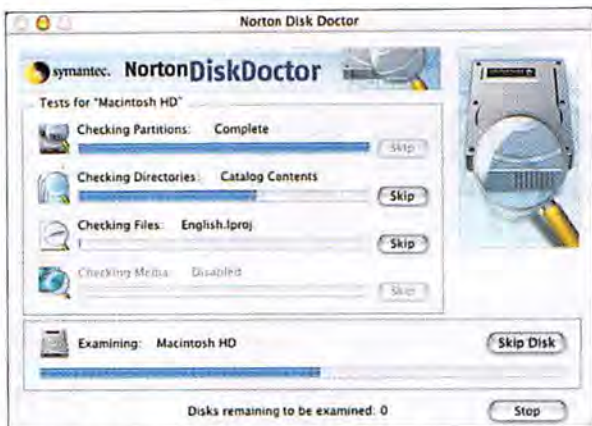 Norton Disk Doctor
symantec. NortonDiskDoctor
Tests for "Macintosh HD"
Checking Partitions: Complete
Skip
Checking Directories: Catalog Contents
Skip
Checking Files: English.lproj
Skip
Checking Media: Disabled
Skip
Examining: Macintosh HD
Skip Disk
Disks remaining to be examined: 0
Stop